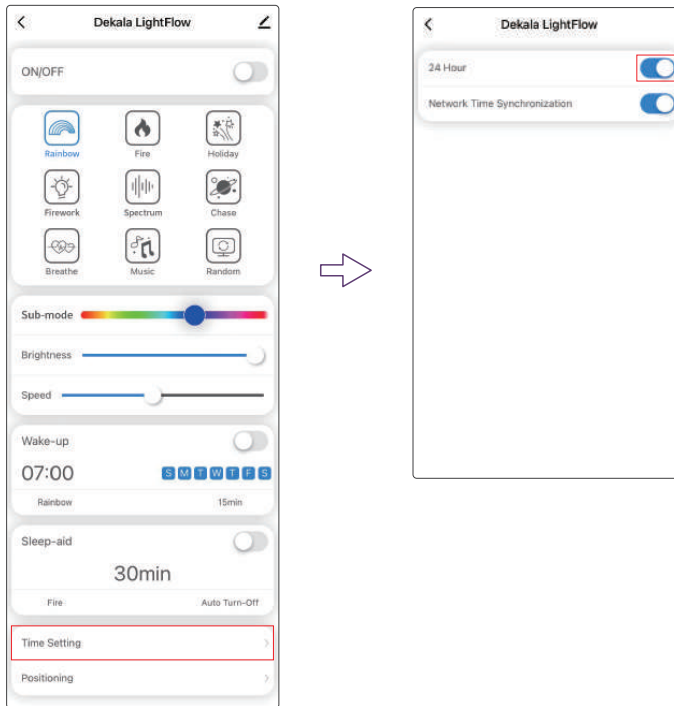 Dekala LightFlow
ON/OFF
Rainbow Fire Holiday
Firework Spectrum Chase
Breathe Music Random
Sub-mode
Brightness
Speed
Wake-up
07:00 S M T W T F S
Rainbow 15min
Sleep-aid
30min
Fire Auto Turn-Off
Time Setting
Positioning
Dekala LightFlow
24 Hour
Network Time Synchronization